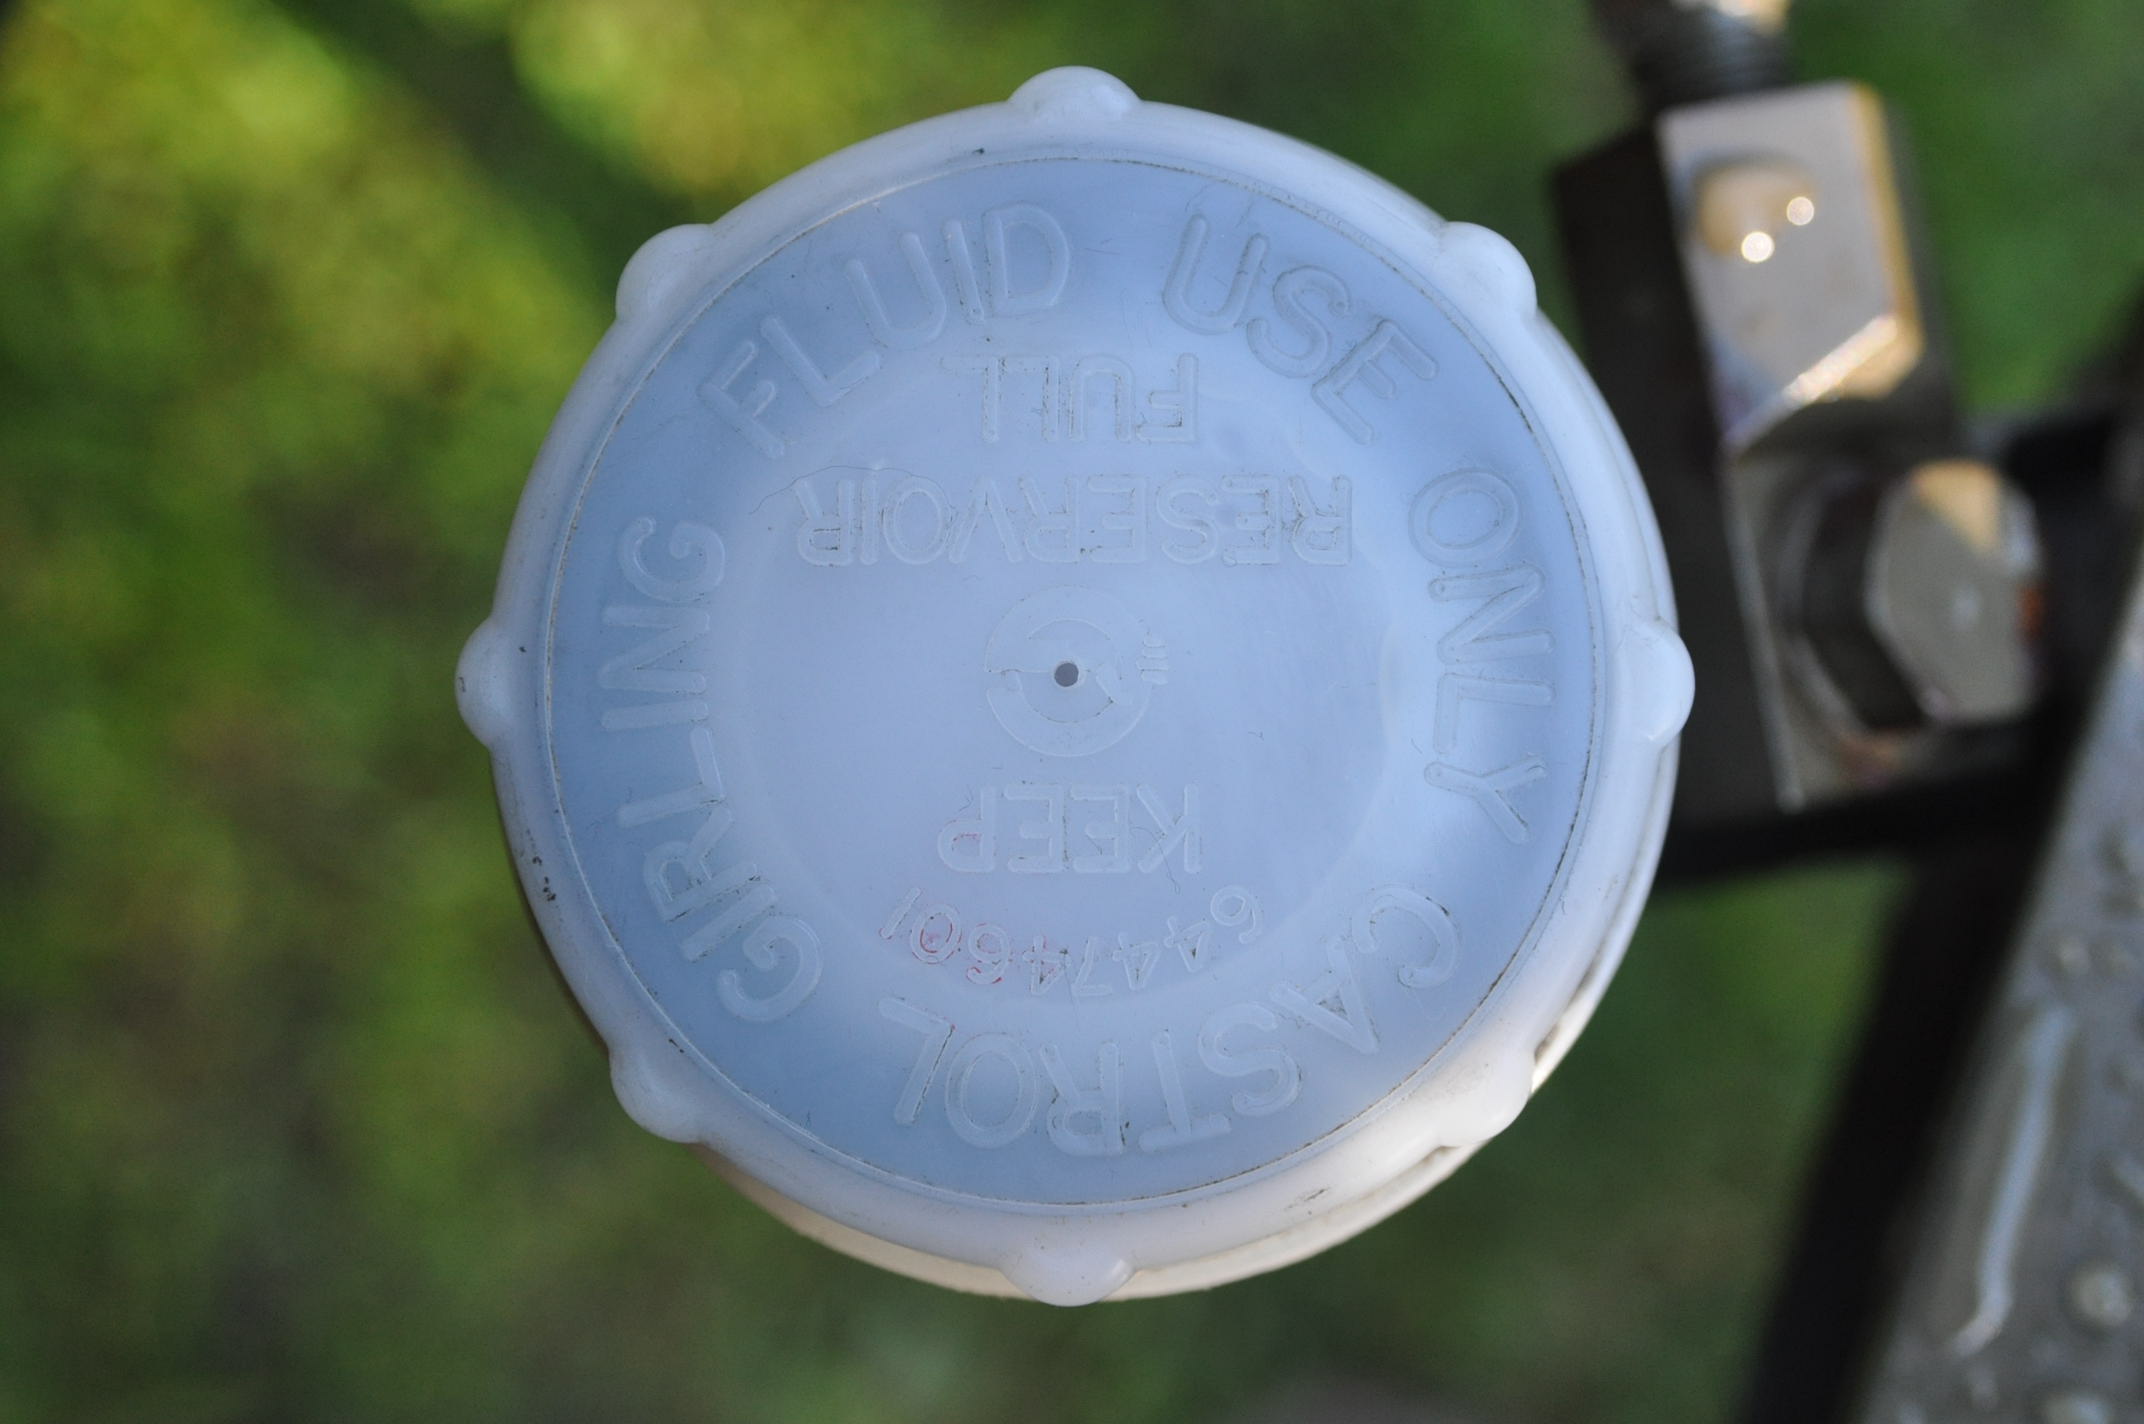 USE ONLY CASTROL GIRLING FLUID
64474601
KEEP
RESERVOIR
FULL